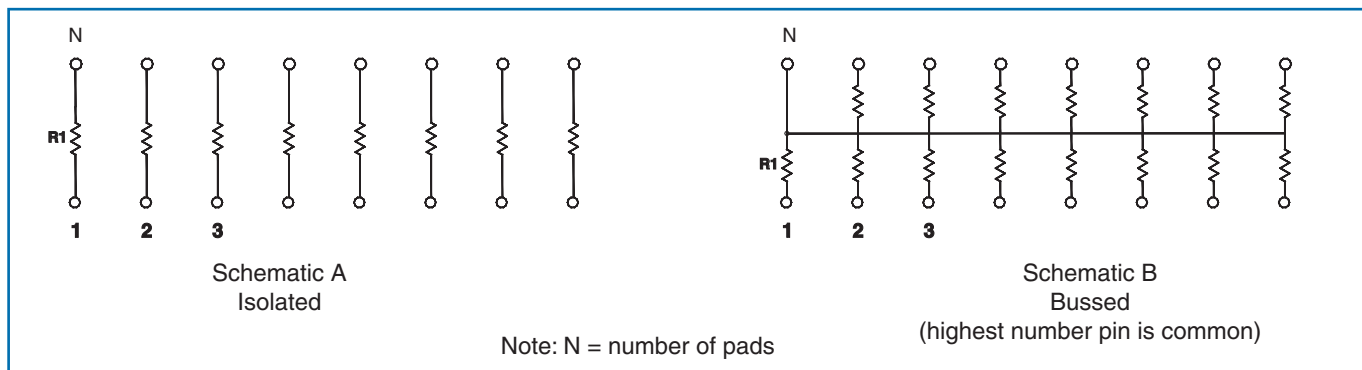 N
R1
1 2 3
Schematic A
Isolated
N
R1
1 2 3
Schematic B
Bussed
(highest number pin is common)
Note: N = number of pads